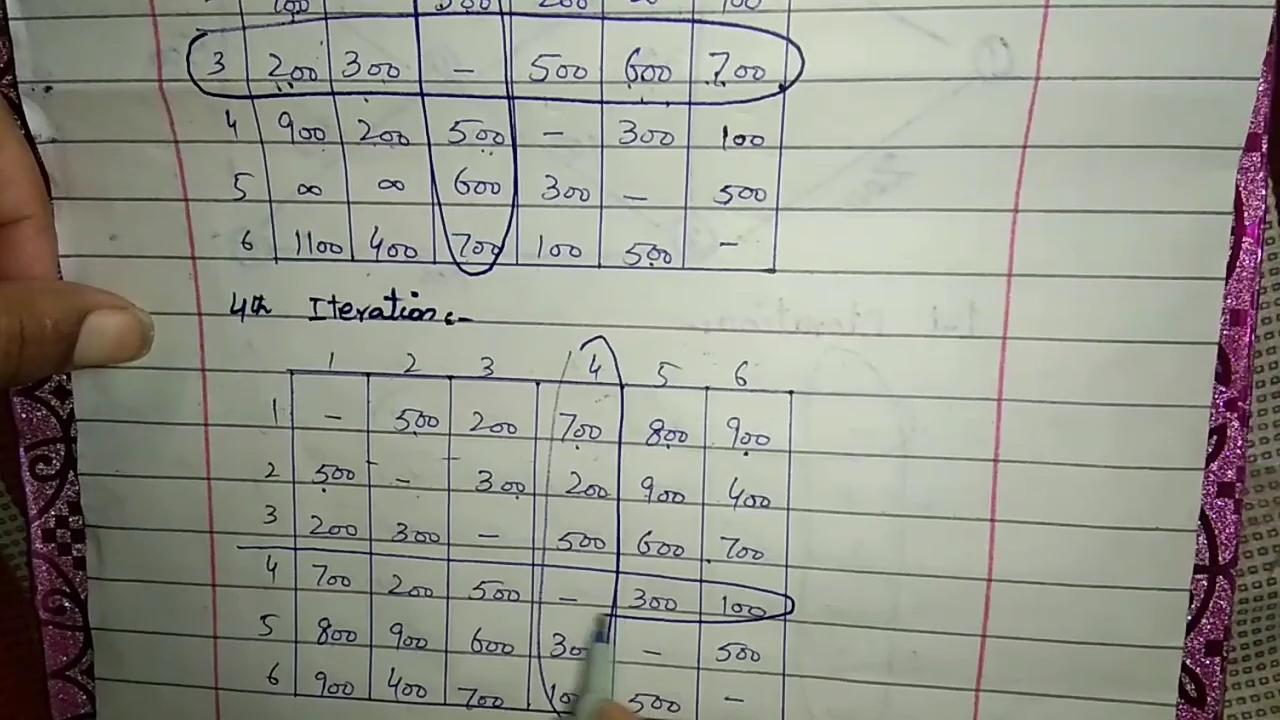 3 200 300 - 500 600 700
4 900 200 500 - 300 100
5 ∞ ∞ 600 300 - 500
6 1100 400 700 100 500 -
4th Iteration:-
1 2 3 4 5 6
1 - 500 200 700 800 900
2 500 - 300 200 900 400
3 200 300 - 500 600 700
4 700 200 500 - 300 100
5 800 900 600 - 500
6 900 400 700 500 -